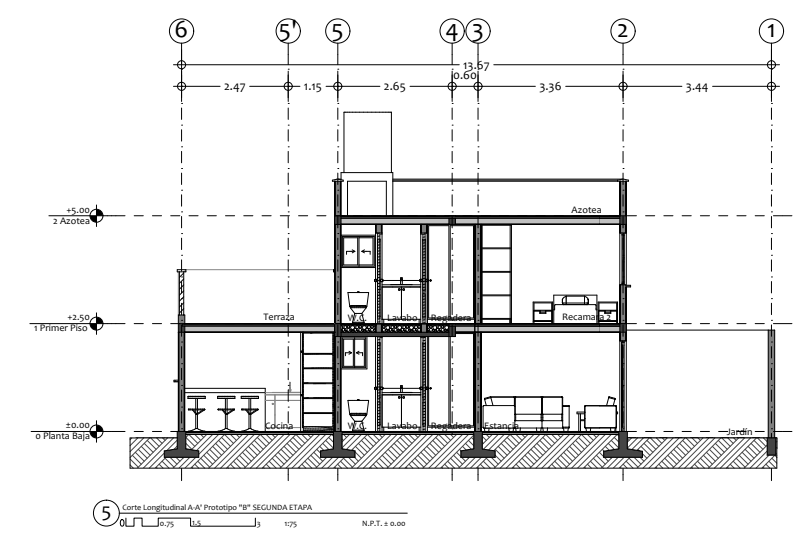 6 5' 5 4 3 2 1
13.67
0.60
2.47 1.15 2.65 3.36 3.44
+5.00
2 Azotea
Azotea
+2.50
1 Primer Piso
Terraza W.C. Lavabo Regadera Recamara 2
±0.00
0 Planta Baja
Cocina W.C. Lavabo Regadera Estancia
Jardín
5 Corte Longitudinal A-A' Prototipo "B" SEGUNDA ETAPA
0 0.75 1.5 3 1:75 N.P.T. ± 0.00